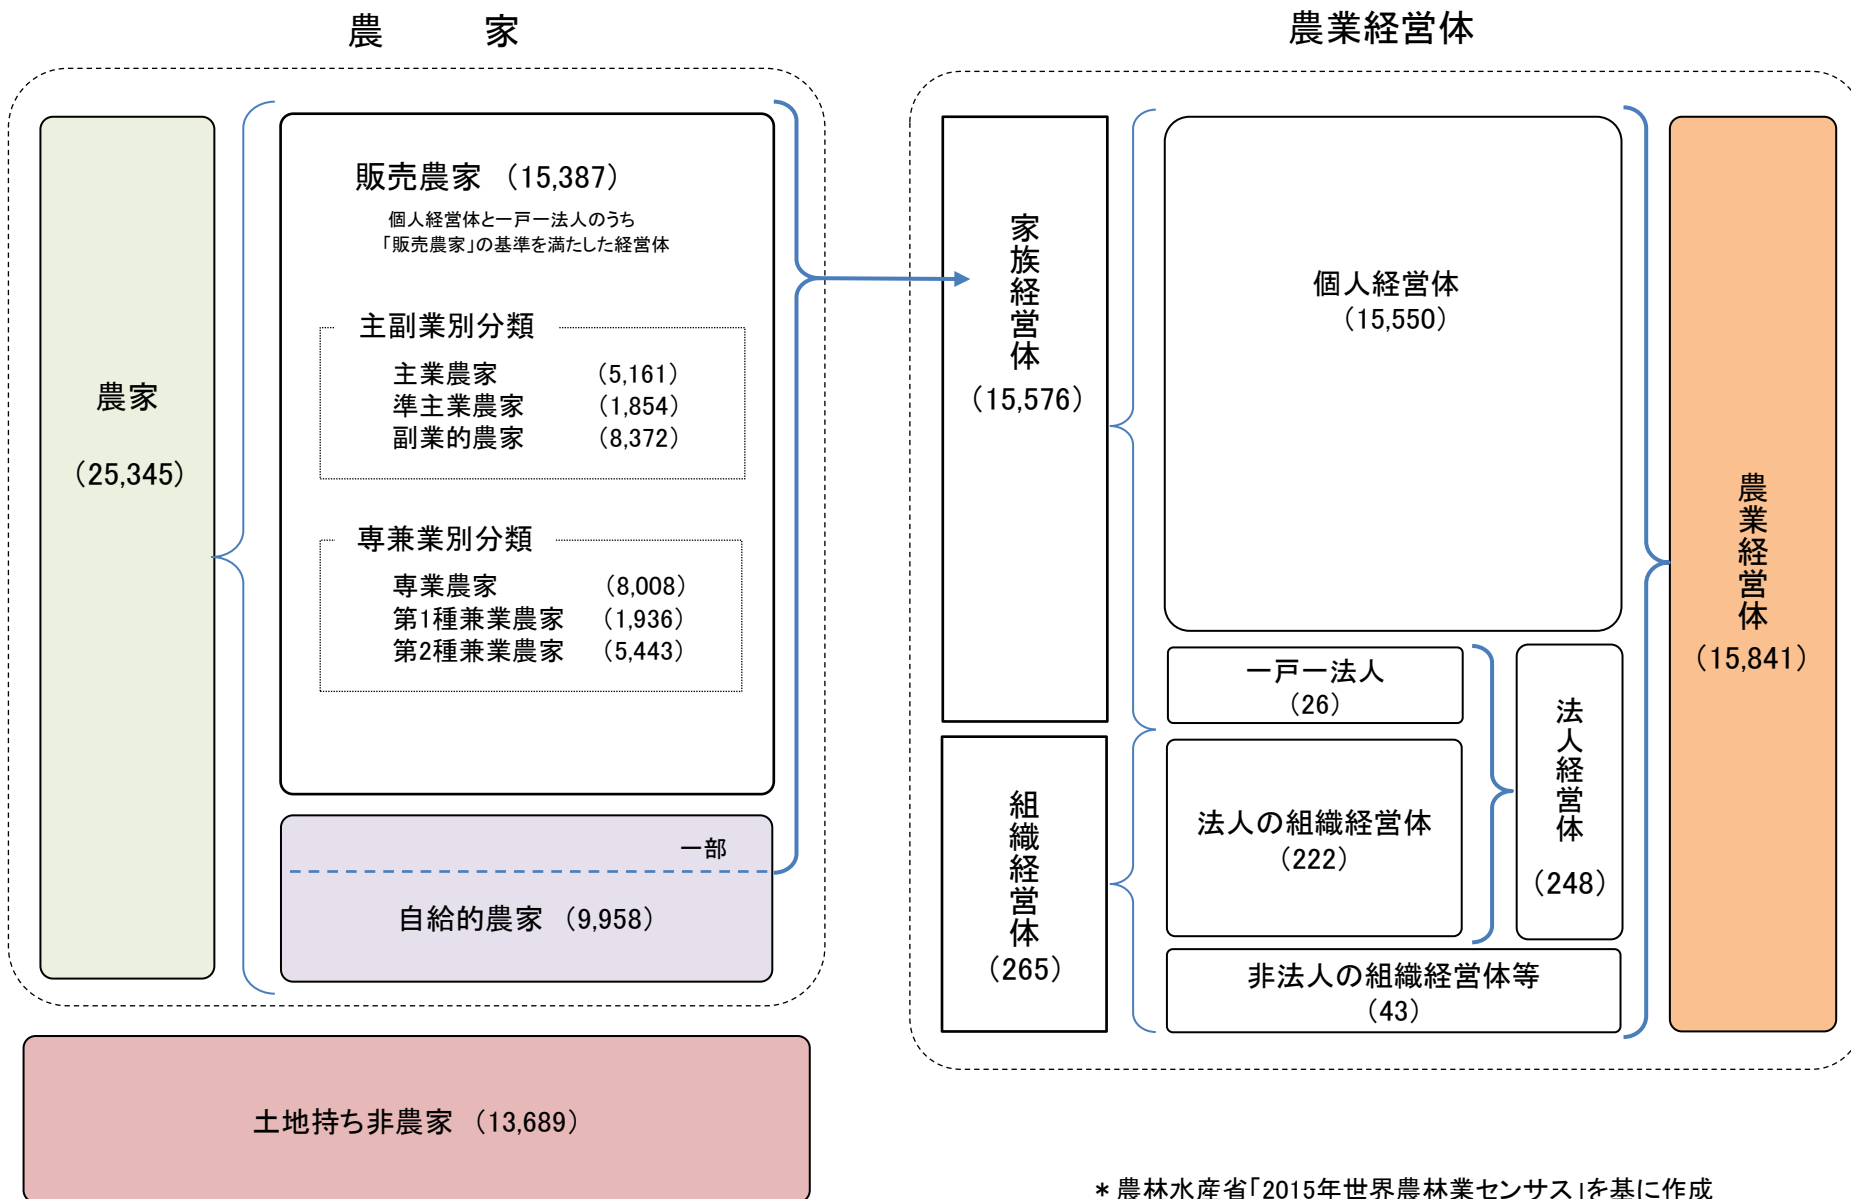 農　家
農業経営体
農家
（25,345）
販売農家 （15,387）
個人経営体と一戸一法人のうち
「販売農家」の基準を満たした経営体
主副業別分類
主業農家 （5,161）
準主業農家 （1,854）
副業的農家 （8,372）
専兼業別分類
専業農家 （8,008）
第1種兼業農家 （1,936）
第2種兼業農家 （5,443）
一部
自給的農家 （9,958）
土地持ち非農家 （13,689）
家族経営体
（15,576）
組織経営体
（265）
個人経営体
（15,550）
一戸一法人
（26）
法人の組織経営体
（222）
法人経営体
（248）
非法人の組織経営体等
（43）
農業経営体
（15,841）
＊農林水産省「2015年世界農林業センサス」を基に作成